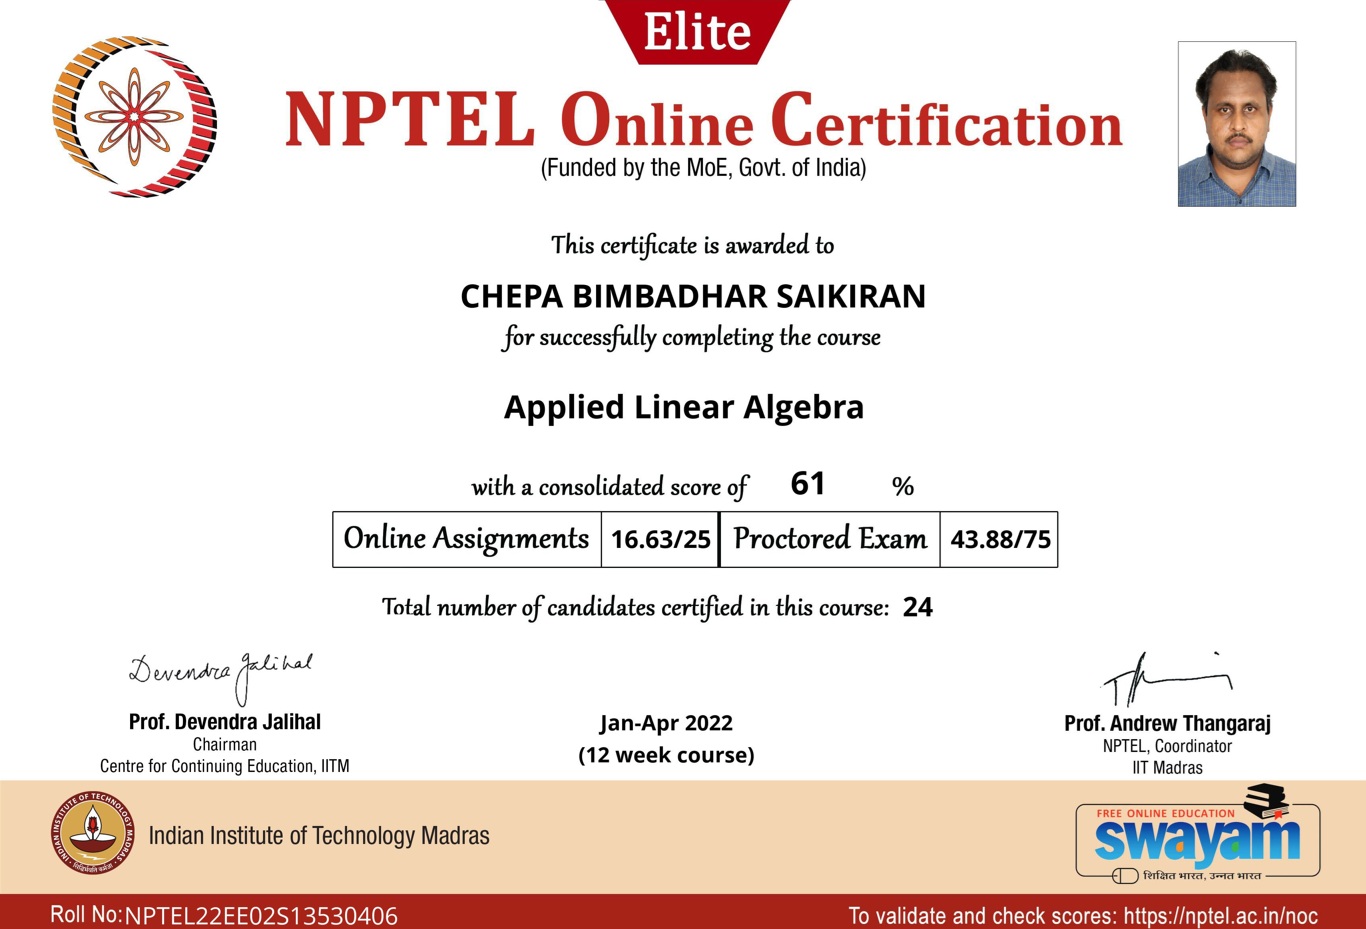 Elite
NPTEL Online Certification
(Funded by the MoE, Govt. of India)
This certificate is awarded to
CHEPA BIMBADHAR SAIKIRAN
for successfully completing the course
Applied Linear Algebra
with a consolidated score of 61 %
Online Assignments 16.63/25 Proctored Exam 43.88/75
Total number of candidates certified in this course: 24
Devendra Jalihal
Prof. Devendra Jalihal
Chairman
Centre for Continuing Education, IITM
Jan-Apr 2022
(12 week course)
Prof. Andrew Thangaraj
NPTEL, Coordinator
IIT Madras
INDIAN INSTITUTE OF TECHNOLOGY MADRAS
Indian Institute of Technology Madras
FREE ONLINE EDUCATION
swayam
शिक्षित भारत, उन्नत भारत
Roll No: NPTEL22EE02S13530406
To validate and check scores: https://nptel.ac.in/noc